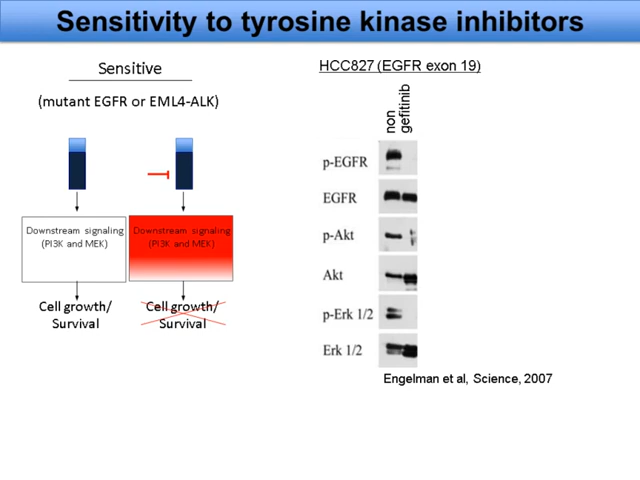 Sensitivity to tyrosine kinase inhibitors
Sensitive
(mutant EGFR or EML4-ALK)
Downstream signaling
(PI3K and MEK)
Downstream signaling
(PI3K and MEK)
Cell growth/
Survival
Cell growth/
Survival
HCC827 (EGFR exon 19)
non
gefitinib
p-EGFR
EGFR
p-Akt
Akt
p-Erk 1/2
Erk 1/2
Engelman et al, Science, 2007